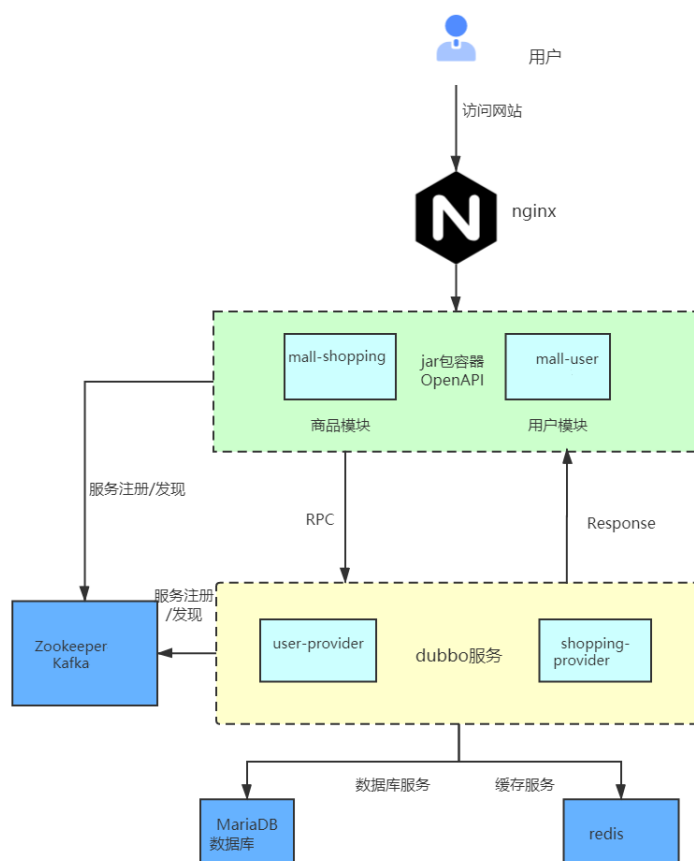 用户
访问网站
N
nginx
mall-shopping
jar包容器
OpenAPI
mall-user
商品模块
用户模块
服务注册/发现
RPC
Response
服务注册
/发现
Zookeeper
Kafka
user-provider
dubbo服务
shopping-
provider
数据库服务
缓存服务
MariaDB
数据库
redis